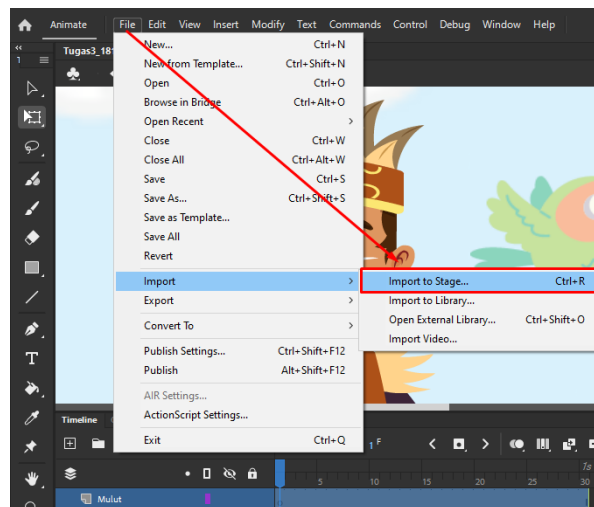 Animate File Edit View Insert Modify Text Commands Control Debug Window Help
Tugas3_181
New... Ctrl+N
New from Template... Ctrl+Shift+N
Open Ctrl+O
Browse in Bridge Ctrl+Alt+O
Open Recent
Close Ctrl+W
Close All Ctrl+Alt+W
Save Ctrl+S
Save As... Ctrl+Shift+S
Save as Template...
Save All
Revert
Import
Import to Stage... Ctrl+R
Export
Import to Library...
Open External Library... Ctrl+Shift+O
Import Video...
Convert To
Publish Settings... Ctrl+Shift+F12
Publish Alt+Shift+F12
AIR Settings...
ActionScript Settings...
Exit Ctrl+Q
Timeline
1 F
1s
5 10 15 20 25 30
Mulut